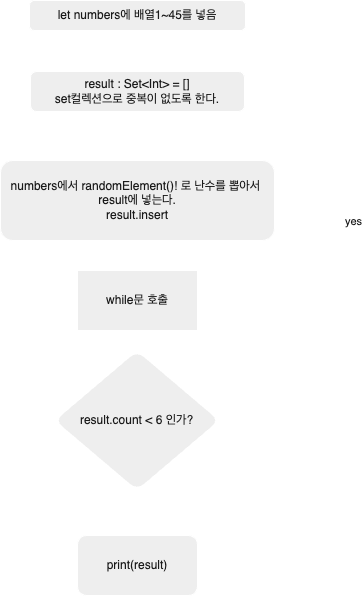 let numbers에 배열1~45를 넣음
result : Set<Int> = []
set컬렉션으로 중복이 없도록 한다.
numbers에서 randomElement()! 로 난수를 뽑아서
result에 넣는다.
result.insert
yes
while문 호출
result.count < 6 인가?
print(result)